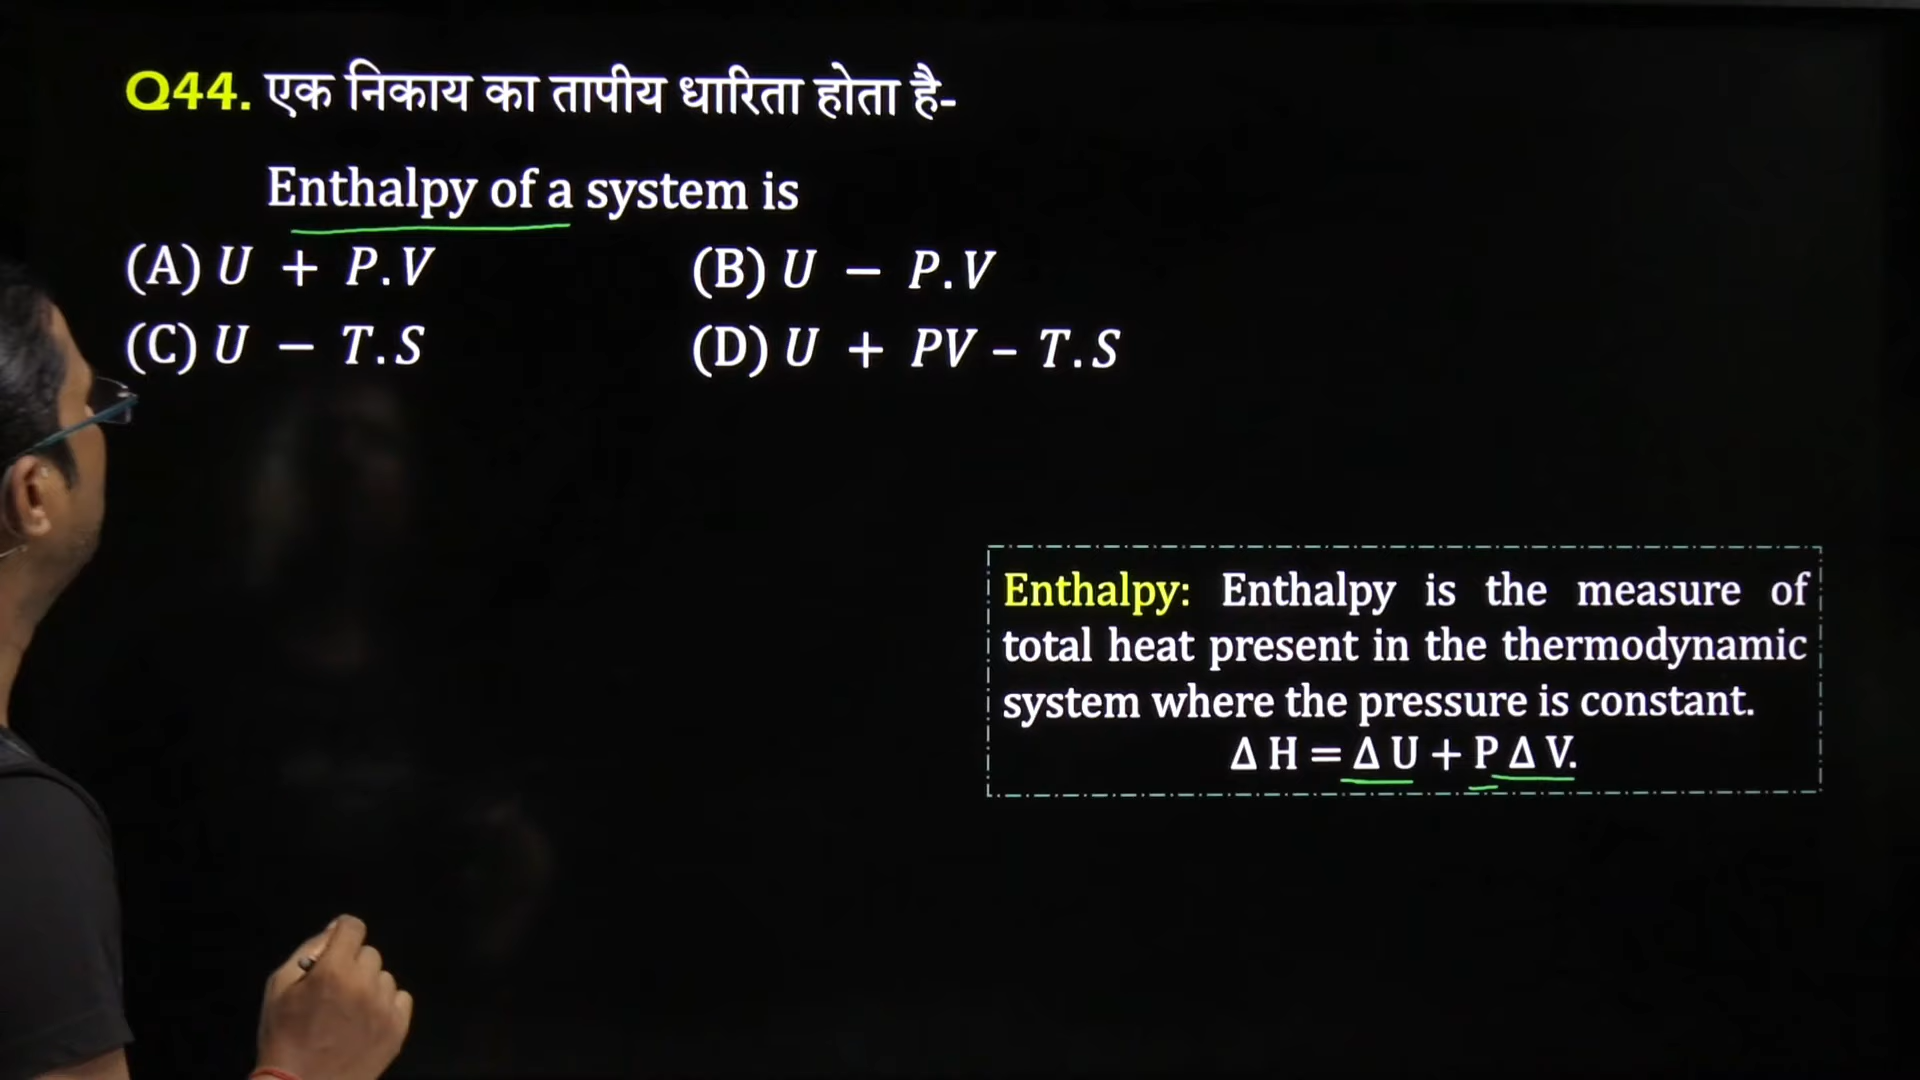 Q44. एक निकाय का तापीय धारिता होता है-
Enthalpy of a system is
(A) U + P.V
(B) U − P.V
(C) U − T.S
(D) U + PV – T.S
Enthalpy: Enthalpy is the measure of
total heat present in the thermodynamic
system where the pressure is constant.
Δ H = Δ U + P Δ V.